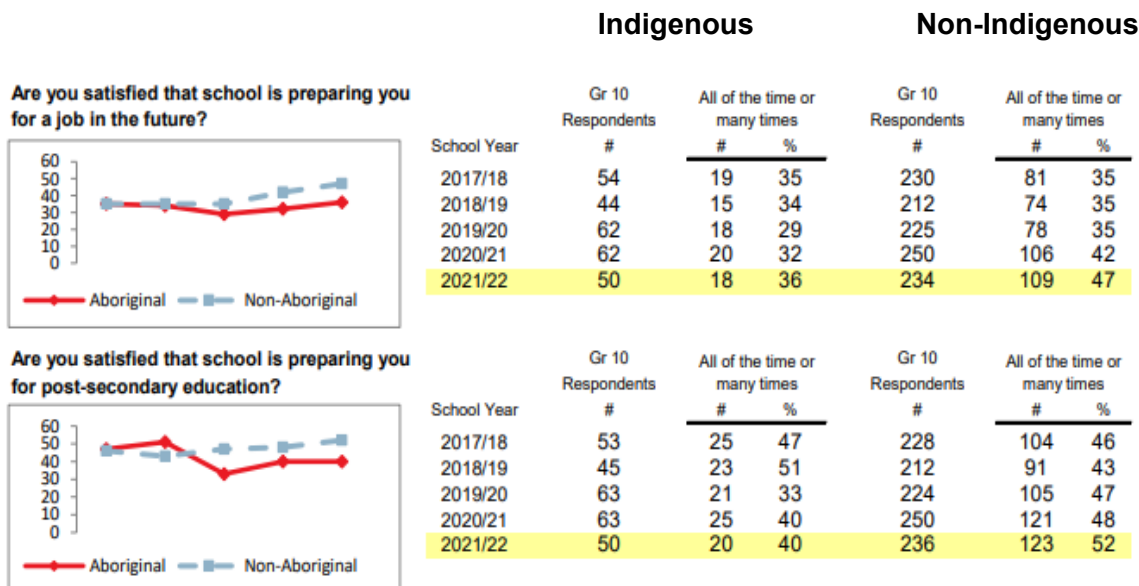 Indigenous Non-Indigenous
Are you satisfied that school is preparing you
for a job in the future?
60
50
40
30
20
10
0
Aboriginal Non-Aboriginal
Gr 10 All of the time or Gr 10 All of the time or
Respondents many times Respondents many times
School Year # # % # # %
2017/18 54 19 35 230 81 35
2018/19 44 15 34 212 74 35
2019/20 62 18 29 225 78 35
2020/21 62 20 32 250 106 42
2021/22 50 18 36 234 109 47
Are you satisfied that school is preparing you
for post-secondary education?
60
50
40
30
20
10
0
Aboriginal Non-Aboriginal
Gr 10 All of the time or Gr 10 All of the time or
Respondents many times Respondents many times
School Year # # % # # %
2017/18 53 25 47 228 104 46
2018/19 45 23 51 212 91 43
2019/20 63 21 33 224 105 47
2020/21 63 25 40 250 121 48
2021/22 50 20 40 236 123 52